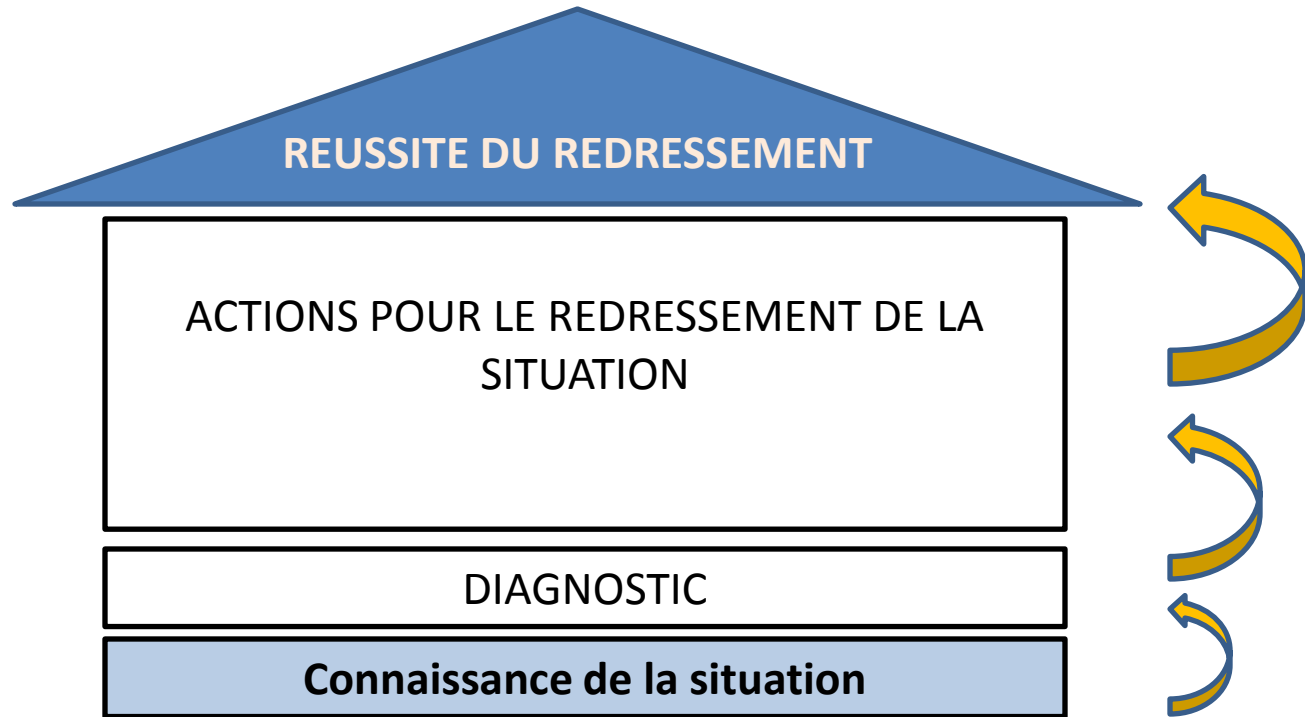 REUSSITE DU REDRESSEMENT
ACTIONS POUR LE REDRESSEMENT DE LA
SITUATION
DIAGNOSTIC
Connaissance de la situation